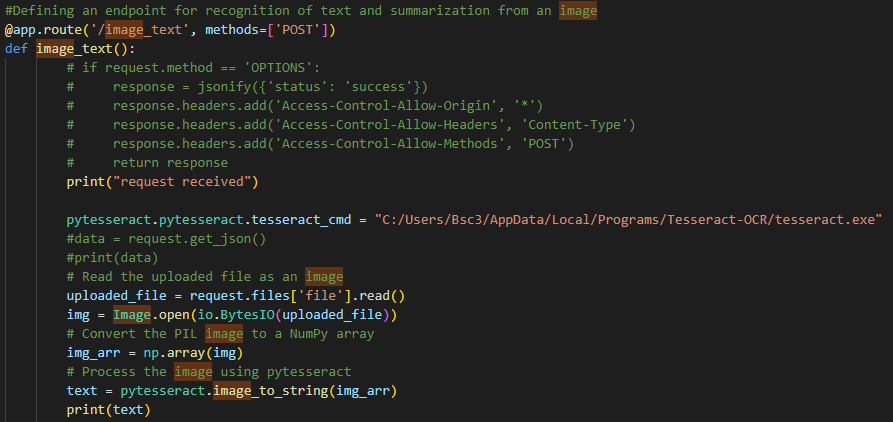 #Defining an endpoint for recognition of text and summarization from an image
@app.route('/image_text', methods=['POST'])
def image_text():
# if request.method == 'OPTIONS':
#     response = jsonify({'status': 'success'})
#     response.headers.add('Access-Control-Allow-Origin', '*')
#     response.headers.add('Access-Control-Allow-Headers', 'Content-Type')
#     response.headers.add('Access-Control-Allow-Methods', 'POST')
#     return response
print("request received")
pytesseract.pytesseract.tesseract_cmd = "C:/Users/Bsc3/AppData/Local/Programs/Tesseract-OCR/tesseract.exe"
#data = request.get_json()
#print(data)
# Read the uploaded file as an image
uploaded_file = request.files['file'].read()
img = Image.open(io.BytesIO(uploaded_file))
# Convert the PIL image to a NumPy array
img_arr = np.array(img)
# Process the image using pytesseract
text = pytesseract.image_to_string(img_arr)
print(text)